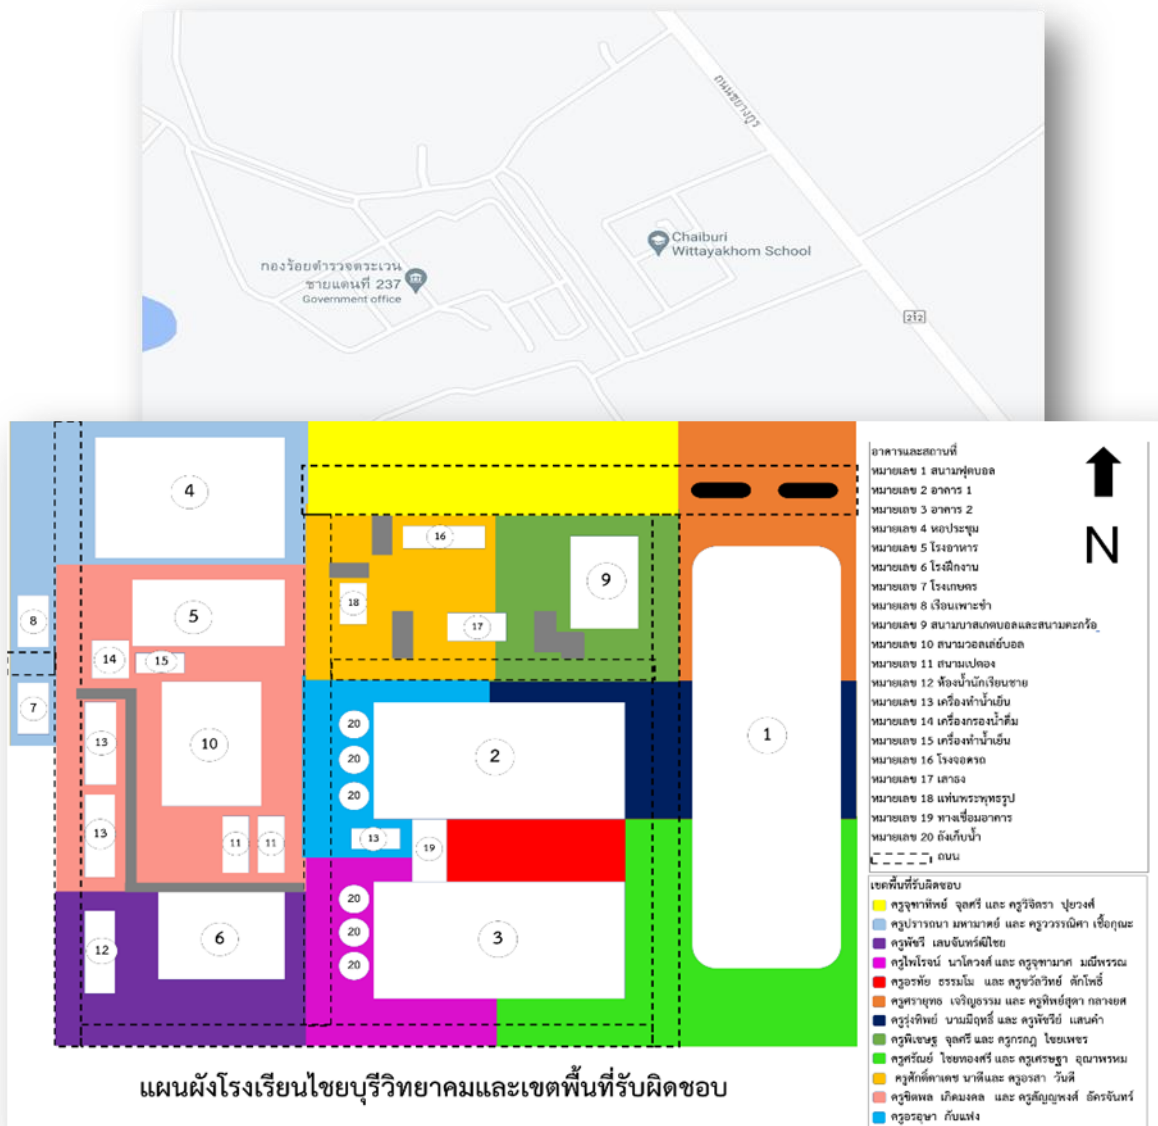 ถนนชยางกูร
Chaiburi
Wittayakhom School
กองร้อยตำรวจตระเวน
ชายแดนที่ 237
Government office
212
4
16
9
18
17
5
8
14
15
7
13
10
20
20
2
1
20
13
11
11
13
19
20
12
6
20
3
20
แผนผังโรงเรียนไชยบุรีวิทยาคมและเขตพื้นที่รับผิดชอบ
N
อาคารและสถานที่
หมายเลข 1 สนามฟุตบอล
หมายเลข 2 อาคาร 1
หมายเลข 3 อาคาร 2
หมายเลข 4 หอประชุม
หมายเลข 5 โรงอาหาร
หมายเลข 6 โรงฝึกงาน
หมายเลข 7 โรงเกษตร
หมายเลข 8 เรือนเพาะชำ
หมายเลข 9 สนามบาสเกตบอลและสนามตะกร้อ
หมายเลข 10 สนามวอลเล่ย์บอล
หมายเลข 11 สนามเปตอง
หมายเลข 12 ห้องน้ำนักเรียนชาย
หมายเลข 13 เครื่องทำน้ำเย็น
หมายเลข 14 เครื่องกรองน้ำดื่ม
หมายเลข 15 เครื่องทำน้ำเย็น
หมายเลข 16 โรงจอดรถ
หมายเลข 17 เสาธง
หมายเลข 18 แท่นพระพุทธรูป
หมายเลข 19 ทางเชื่อมอาคาร
หมายเลข 20 ถังเก็บน้ำ
ถนน
เขตพื้นที่รับผิดชอบ
ครูจุฑาทิพย์ จุลศรี และ ครูวิจิตรา ปุยวงศ์
ครูปรารถนา มหามาตย์ และ ครูววรรณิศา เชื้อกุณะ
ครูพัชรี เสนจันทร์ฒิไชย
ครูไพโรจน์ นาโควงศ์ และ ครูจุฑามาศ มณีพรรณ
ครูอรทัย ธรรมโม และ ครูขวัลวิทย์ ตักโพธิ์
ครูศรายุทธ เจริญธรรม และ ครูทิพย์สุดา กลางยศ
ครูรุ่งทิพย์ นามมีฤทธิ์ และ ครูพัชรีย์ แสนคำ
ครูพิเชษฐ จุลศรี และ ครูกรกฎ ไชยเพชร
ครูศรัณย์ ไชยทองศรี และ ครูเศรษฐา อุณาพรหม
ครูศักดิ์ดาเดช นาดีและ ครูอรสา วันดี
ครูชิตพล เกิดมงคล และ ครูสัญญพงศ์ อัครจันทร์
ครูอรอุษา กับแฟง